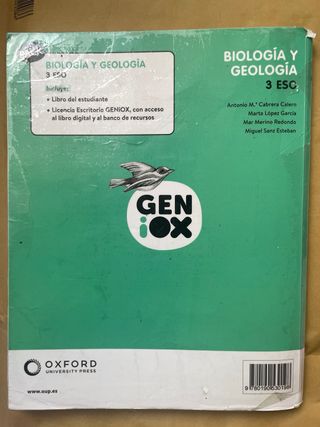 PACK
BIOLOGÍA Y GEOLOGÍA
3 ESO
Incluye:
• Libro del estudiante
• Licencia Escritorio GENiOX, con acceso
al libro digital y al banco de recursos
BIOLOGÍA Y
GEOLOGÍA
3 ESO
Antonio M.ª Cabrera Calero
Marta López García
Mar Merino Redondo
Miguel Sanz Esteban
GEN
iOX
OXFORD
UNIVERSITY PRESS
www.oup.es